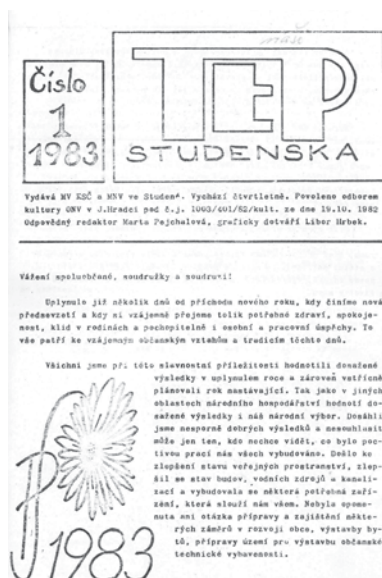 naše
Číslo
1
1983
TEP
STUDENSKA
Vydává MV KSČ a MNV ve Studené. Vychází čtvrtletně. Povoleno odborem
kultury ONV v J.Hradci pod č.j. 1003/401/82/kult. ze dne 19.10. 1982
Odpovědný redaktor Marta Pejchalová, graficky dotváří Libor Hrbek.
Vážení spoluobčané, soudružky a soudruzi!
Uplynulo již několik dnů od příchodu nového roku, kdy činíme nová
předsevzetí a kdy si vzájemně přejeme tolik potřebné zdraví, spokoje-
nost, klid v rodinách a pochopitelně i osobní a pracovní úspěchy. To
vše patří ke vzájemným občanským vztahům a tradicím těchto dnů.
Všichni jsme při této slavnostní příležitosti hodnotili dosažené
výsledky v uplynulém roce a zároveň vstřícně
plánovali rok nastávající. Tak jako v jiných
oblastech národního hospodářství hodnotí do-
sažené výsledky i náš národní výbor. Dosáhli
jsme nesporně dobrých výsledků a nesouhlasit
může jen ten, kdo nechce vidět, co bylo poc-
tivou prací nás všech vybudováno. Došlo ke
zlepšení stavu veřejných prostranství, zlep-
šil se stav budov, vodních zdrojů a kanali-
zací a vybudovala se některá potřebná zaří-
zení, která slouží nám všem. Nebyla opome-
nuta ani otázka přípravy a zajištění někte-
rých záměrů v rozvoji obce, výstavby by-
tů, přípravy území pro výstavbu občanské
technické vybavenosti.
pf
1983